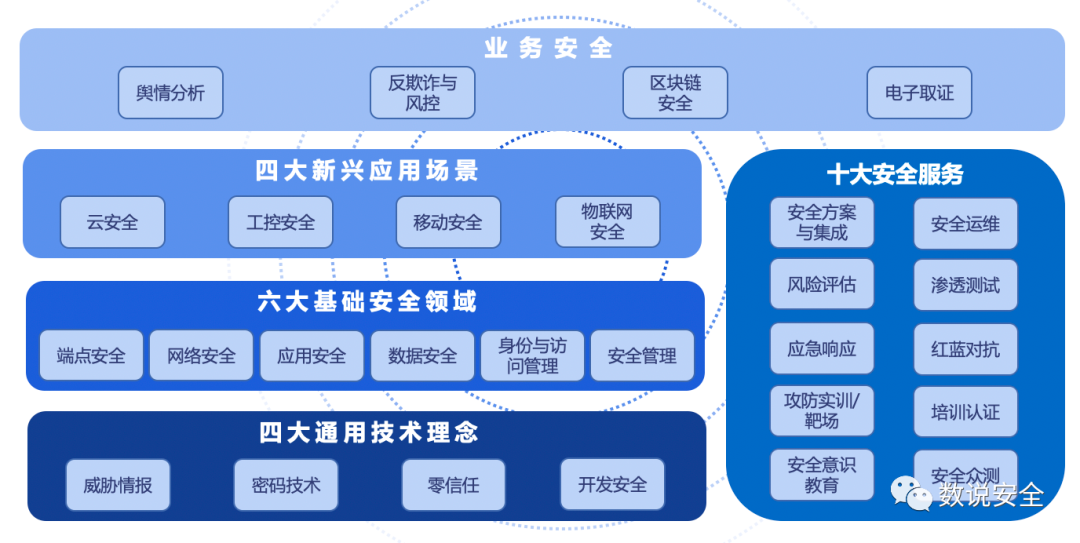 业务安全
舆情分析
反欺诈与
风控
区块链
安全
电子取证
四大新兴应用场景
云安全
工控安全
移动安全
物联网
安全
六大基础安全领域
端点安全
网络安全
应用安全
数据安全
身份与访
问管理
安全管理
四大通用技术理念
威胁情报
密码技术
零信任
开发安全
十大安全服务
安全方案
与集成
安全运维
风险评估
渗透测试
应急响应
红蓝对抗
攻防实训/
靶场
培训认证
安全意识
教育
安全众测
数说安全